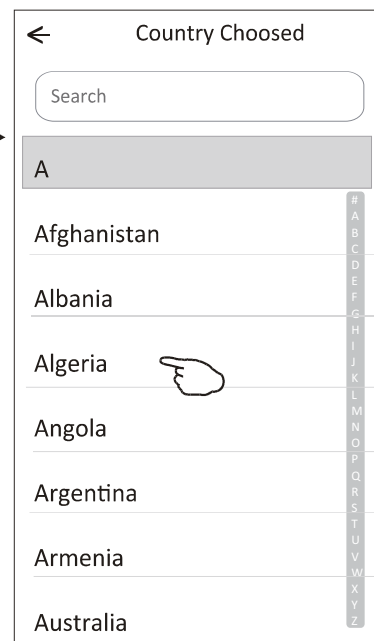 Country Choosed
Search
A
Afghanistan
Albania
Algeria
Angola
Argentina
Armenia
Australia
#
A
B
C
D
E
F
G
H
I
J
K
L
M
N
O
P
Q
R
S
T
U
V
W
X
Y
Z